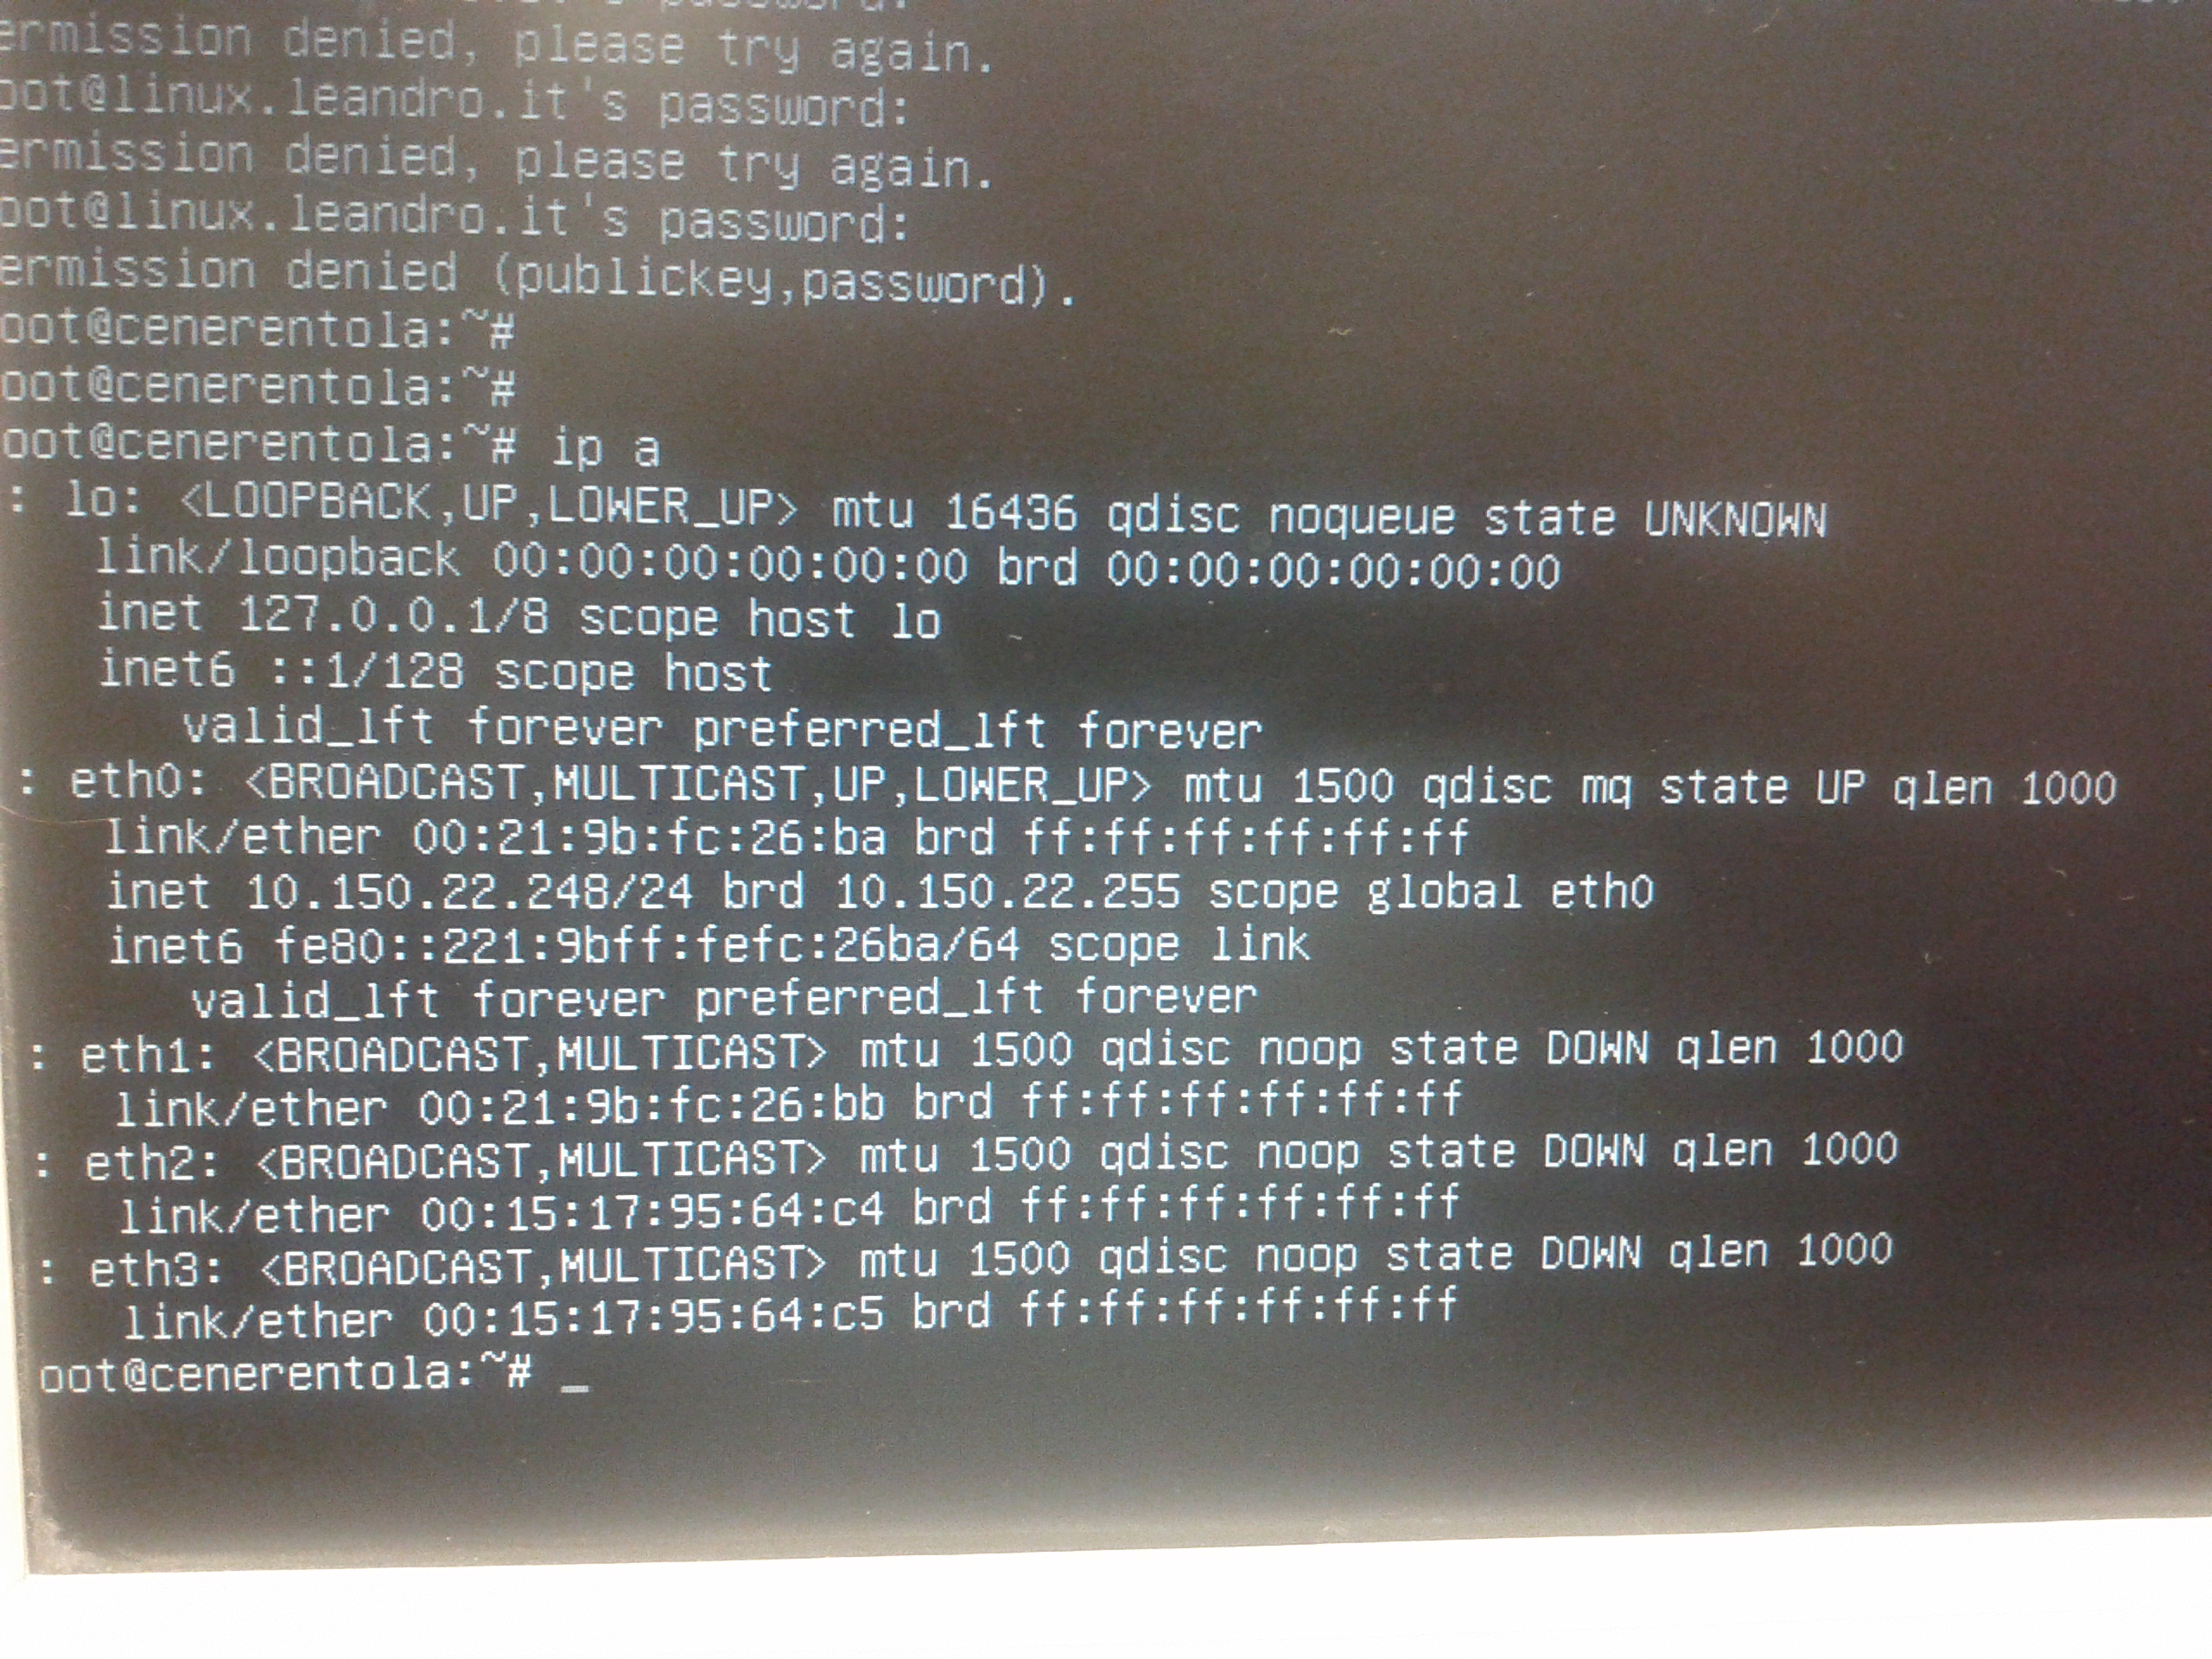 's password:
ermission denied, please try again.
oot@linux.leandro.it's password:
ermission denied, please try again.
oot@linux.leandro.it's password:
ermission denied (publickey,password).
oot@cenerentola:~#
oot@cenerentola:~#
oot@cenerentola:~# ip a
: lo: <LOOPBACK,UP,LOWER_UP> mtu 16436 qdisc noqueue state UNKNOWN
link/loopback 00:00:00:00:00:00 brd 00:00:00:00:00:00
inet 127.0.0.1/8 scope host lo
inet6 ::1/128 scope host
valid_lft forever preferred_lft forever
: eth0: <BROADCAST,MULTICAST,UP,LOWER_UP> mtu 1500 qdisc mq state UP qlen 1000
link/ether 00:21:9b:fc:26:ba brd ff:ff:ff:ff:ff:ff
inet 10.150.22.248/24 brd 10.150.22.255 scope global eth0
inet6 fe80::221:9bff:fefc:26ba/64 scope link
valid_lft forever preferred_lft forever
: eth1: <BROADCAST,MULTICAST> mtu 1500 qdisc noop state DOWN qlen 1000
link/ether 00:21:9b:fc:26:bb brd ff:ff:ff:ff:ff:ff
: eth2: <BROADCAST,MULTICAST> mtu 1500 qdisc noop state DOWN qlen 1000
link/ether 00:15:17:95:64:c4 brd ff:ff:ff:ff:ff:ff
: eth3: <BROADCAST,MULTICAST> mtu 1500 qdisc noop state DOWN qlen 1000
link/ether 00:15:17:95:64:c5 brd ff:ff:ff:ff:ff:ff
oot@cenerentola:~# _